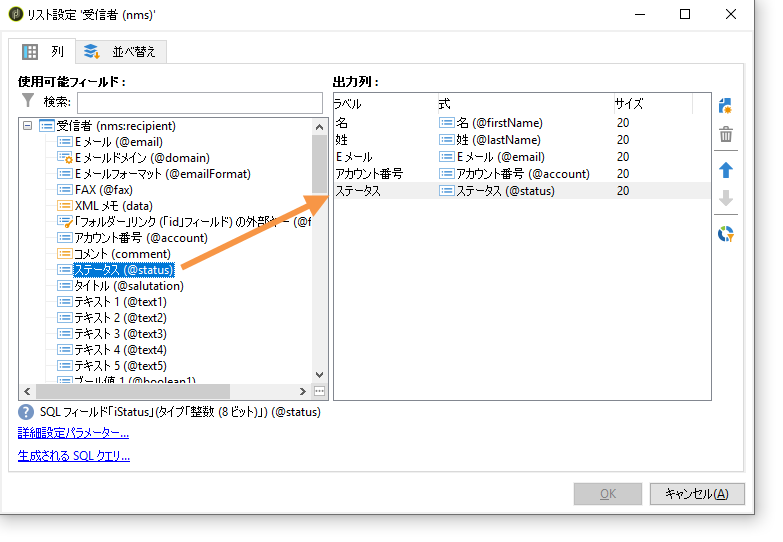 リスト設定 '受信者 (nms)'
列
並べ替え
使用可能フィールド :
検索:
受信者 (nms:recipient)
Eメール (@email)
Eメールドメイン (@domain)
Eメールフォーマット (@emailFormat)
FAX (@fax)
XML メモ (data)
「フォルダー」リンク (「id」フィールド) の外部キー (@f
アカウント番号 (@account)
コメント (comment)
ステータス (@status)
タイトル (@salutation)
テキスト 1 (@text1)
テキスト 2 (@text2)
テキスト 3 (@text3)
テキスト 4 (@text4)
テキスト 5 (@text5)
ブール値 1 (@boolean1)
出力列 :
ラベル 式 サイズ
名 名 (@firstName) 20
姓 姓 (@lastName) 20
Eメール Eメール (@email) 20
アカウント番号 アカウント番号 (@account) 20
ステータス ステータス (@status) 20
SQL フィールド「iStatus」(タイプ「整数 (8 ビット)」) (@status)
詳細設定パラメーター...
生成される SQL クエリ...
OK
キャンセル(A)